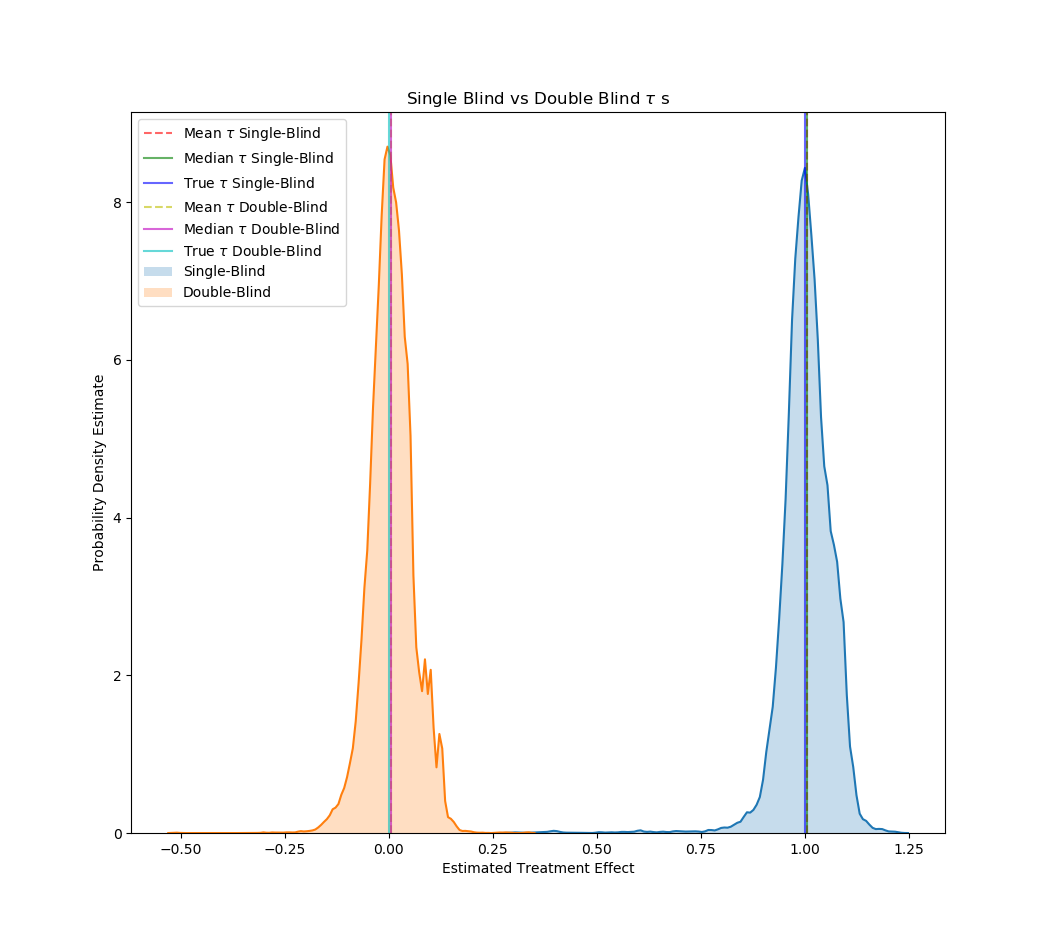 Single Blind vs Double Blind τ s
Mean τ Single-Blind
Median τ Single-Blind
True τ Single-Blind
Mean τ Double-Blind
Median τ Double-Blind
True τ Double-Blind
Single-Blind
Double-Blind
Probability Density Estimate
8
6
4
2
0
−0.50 −0.25 0.00 0.25 0.50 0.75 1.00 1.25
Estimated Treatment Effect